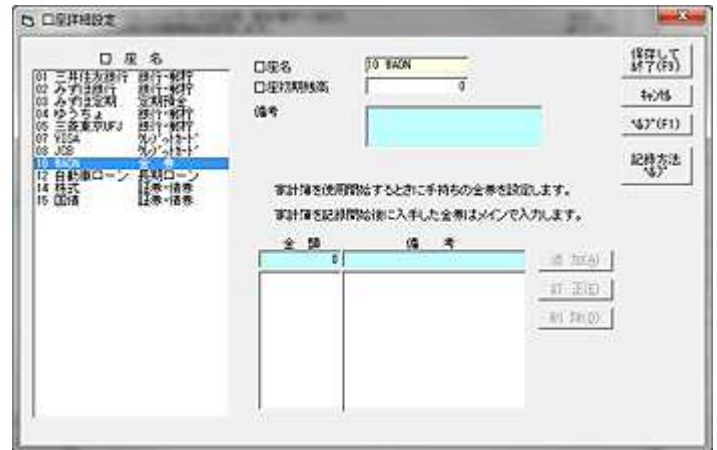 口座詳細設定
口 座 名
01 三井住友銀行 銀行・郵貯
02 みずほ銀行 銀行・郵貯
03 みずほ定期 定期預金
04 ゆうちょ 銀行・郵貯
05 三菱東京UFJ 銀行・郵貯
07 VISA クレジットカード
08 JCB クレジットカード
10 WAON 金 券
12 自動車ローン 長期ローン
14 株式 証券・債券
15 国債 証券・債券
口座名 10 WAON
口座初期残高 0
備考
保存して終了(F9)
キャンセル
ヘルプ(F1)
記帳方法ヘルプ
家計簿を使用開始するときに手持ちの金券を設定します。
家計簿を記録開始後に入手した金券はメインで入力します。
金 額 備 考
0
追 加(A)
訂 正(E)
削 除(D)